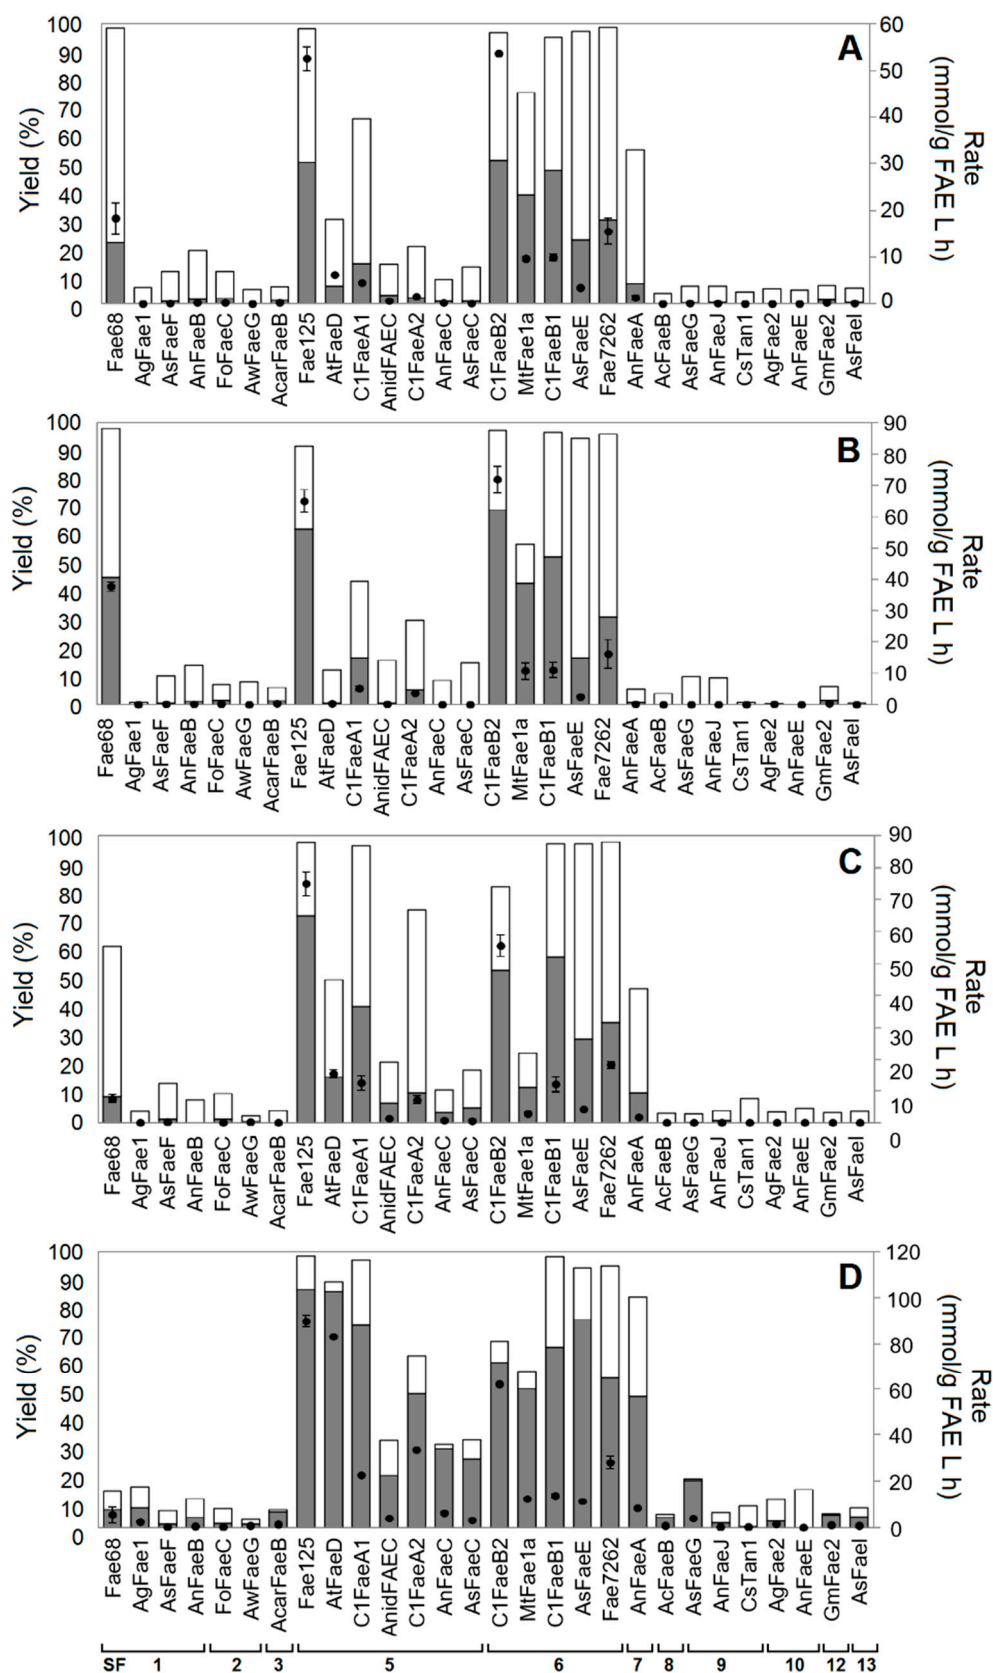 A
Yield (%)
100
90
80
70
60
50
40
30
20
10
0
60
50
40
30
20
10
0
Rate
(mmol/g FAE L h)
Fae68
AgFae1
AsFaeF
AnFaeB
FoFaeC
AwFaeG
AcarFaeB
Fae125
AtFaeD
C1FaeA1
AnidFAEC
C1FaeA2
AnFaeC
AsFaeC
C1FaeB2
MtFae1a
C1FaeB1
AsFaeE
Fae7262
AnFaeA
AcFaeB
AsFaeG
AnFaeJ
CsTan1
AgFae2
AnFaeE
GmFae2
AsFaeI
B
Yield (%)
100
90
80
70
60
50
40
30
20
10
0
90
80
70
60
50
40
30
20
10
0
Rate
(mmol/g FAE L h)
Fae68
AgFae1
AsFaeF
AnFaeB
FoFaeC
AwFaeG
AcarFaeB
Fae125
AtFaeD
C1FaeA1
AnidFAEC
C1FaeA2
AnFaeC
AsFaeC
C1FaeB2
MtFae1a
C1FaeB1
AsFaeE
Fae7262
AnFaeA
AcFaeB
AsFaeG
AnFaeJ
CsTan1
AgFae2
AnFaeE
GmFae2
AsFaeI
C
Yield (%)
100
90
80
70
60
50
40
30
20
10
0
90
80
70
60
50
40
30
20
10
0
Rate
(mmol/g FAE L h)
Fae68
AgFae1
AsFaeF
AnFaeB
FoFaeC
AwFaeG
AcarFaeB
Fae125
AtFaeD
C1FaeA1
AnidFAEC
C1FaeA2
AnFaeC
AsFaeC
C1FaeB2
MtFae1a
C1FaeB1
AsFaeE
Fae7262
AnFaeA
AcFaeB
AsFaeG
AnFaeJ
CsTan1
AgFae2
AnFaeE
GmFae2
AsFaeI
D
Yield (%)
100
90
80
70
60
50
40
30
20
10
0
120
100
80
60
40
20
0
Rate
(mmol/g FAE L h)
Fae68
AgFae1
AsFaeF
AnFaeB
FoFaeC
AwFaeG
AcarFaeB
Fae125
AtFaeD
C1FaeA1
AnidFAEC
C1FaeA2
AnFaeC
AsFaeC
C1FaeB2
MtFae1a
C1FaeB1
AsFaeE
Fae7262
AnFaeA
AcFaeB
AsFaeG
AnFaeJ
CsTan1
AgFae2
AnFaeE
GmFae2
AsFaeI
SF 1 2 3 5 6 7 8 9 10 12 13